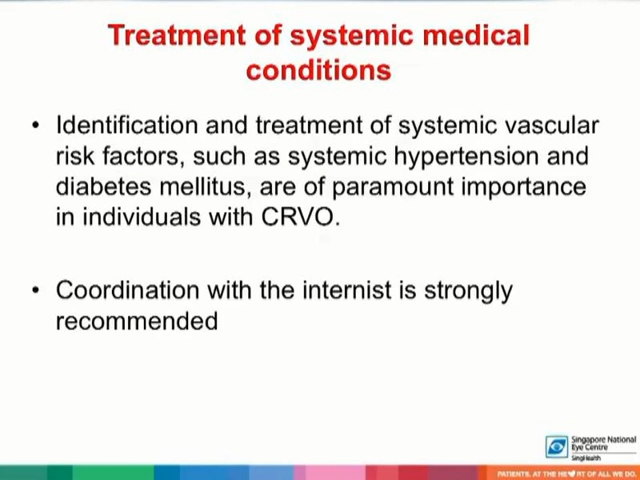 Treatment of systemic medical
conditions
• Identification and treatment of systemic vascular
risk factors, such as systemic hypertension and
diabetes mellitus, are of paramount importance
in individuals with CRVO.
• Coordination with the internist is strongly
recommended
Singapore National
Eye Centre
SingHealth
PATIENTS. AT THE HE♥RT OF ALL WE DO.